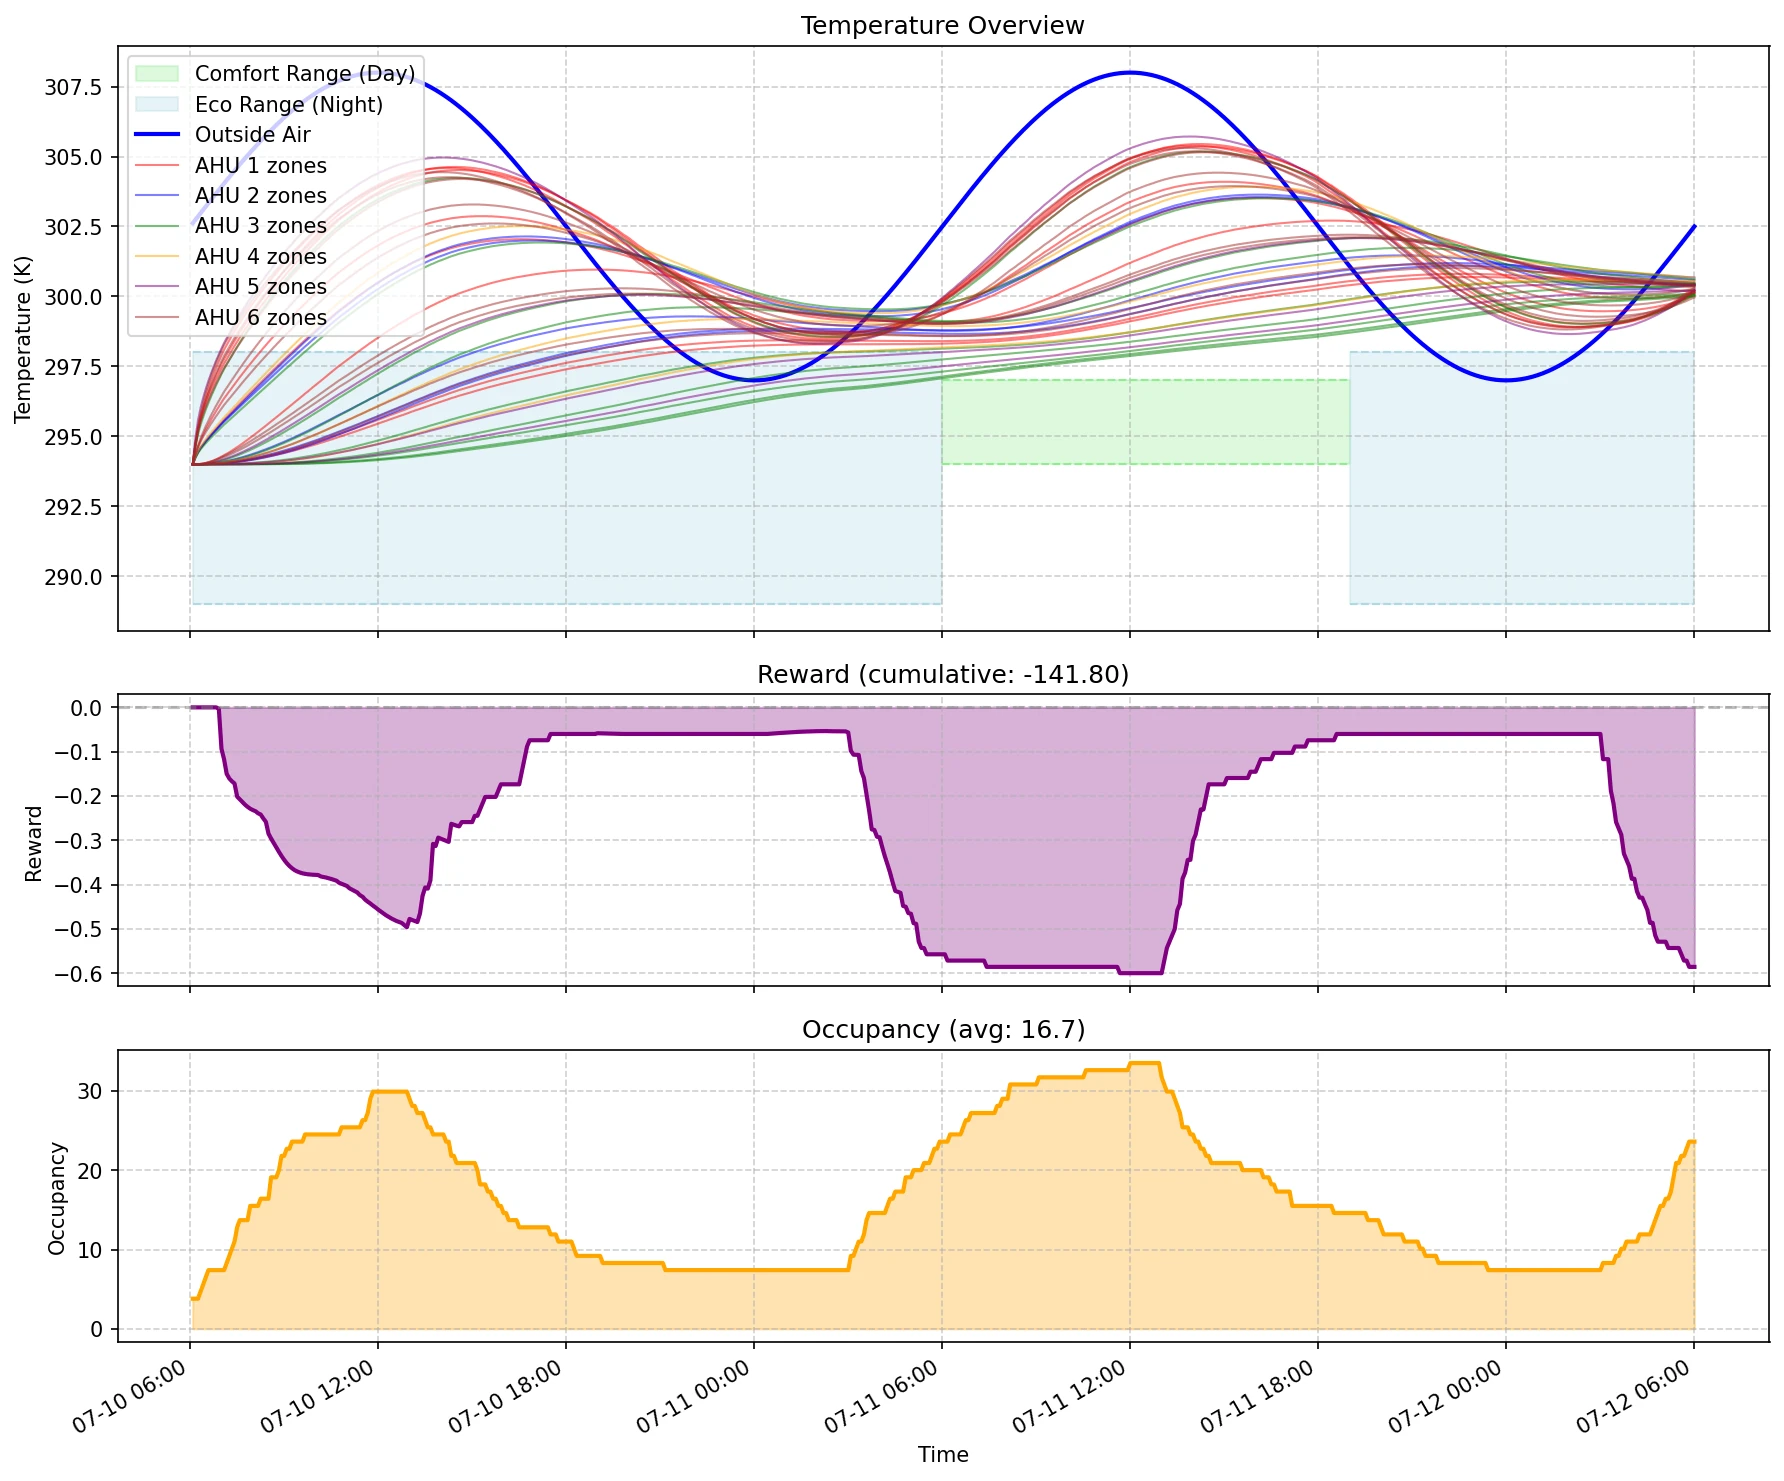 Temperature Overview
Temperature (K)
307.5
305.0
302.5
300.0
297.5
295.0
292.5
290.0
Comfort Range (Day)
Eco Range (Night)
Outside Air
AHU 1 zones
AHU 2 zones
AHU 3 zones
AHU 4 zones
AHU 5 zones
AHU 6 zones
Reward (cumulative: -141.80)
Reward
0.0
−0.1
−0.2
−0.3
−0.4
−0.5
−0.6
Occupancy (avg: 16.7)
Occupancy
30
20
10
0
07-10 06:00
07-10 12:00
07-10 18:00
07-11 00:00
07-11 06:00
07-11 12:00
07-11 18:00
07-12 00:00
07-12 06:00
Time